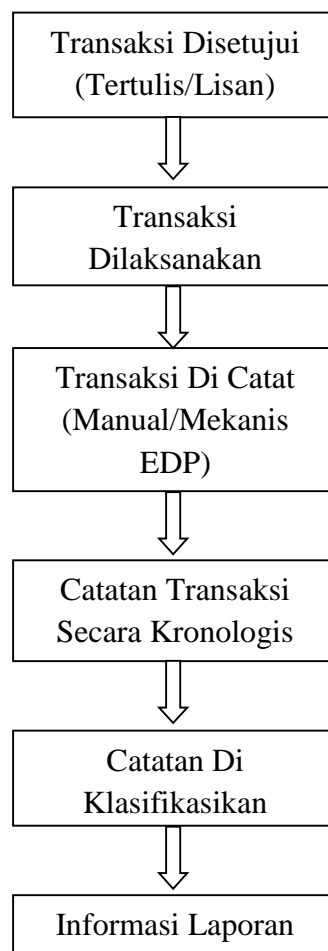 Transaksi Disetujui
(Tertulis/Lisan)
Transaksi
Dilaksanakan
Transaksi Di Catat
(Manual/Mekanis
EDP)
Catatan Transaksi
Secara Kronologis
Catatan Di
Klasifikasikan
Informasi Laporan